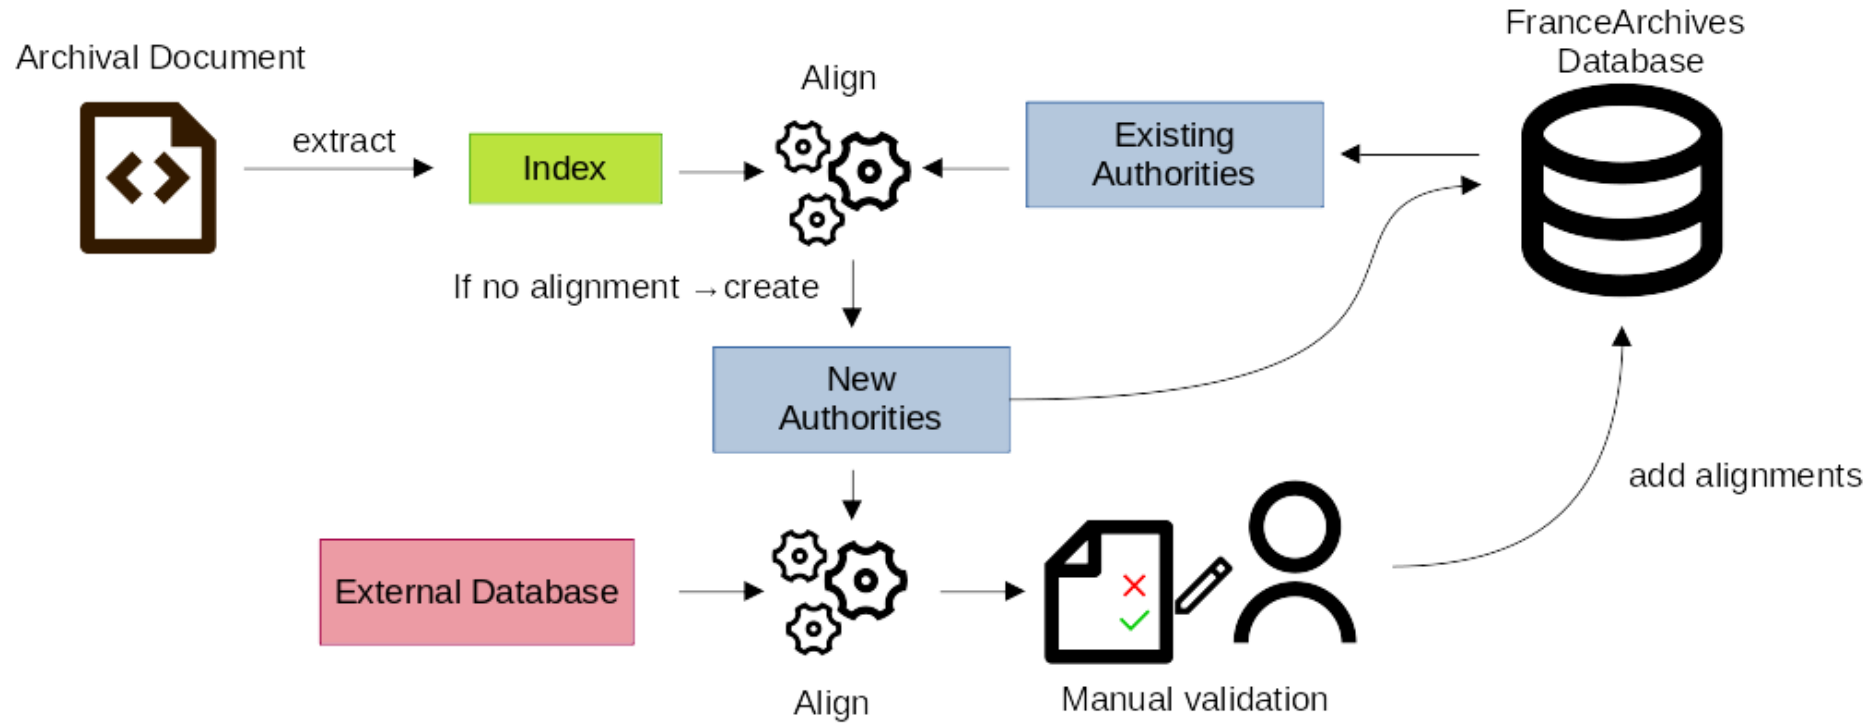 FranceArchives
Database
Archival Document
Align
extract
Index
Existing
Authorities
If no alignment →create
New
Authorities
add alignments
External Database
Align
Manual validation